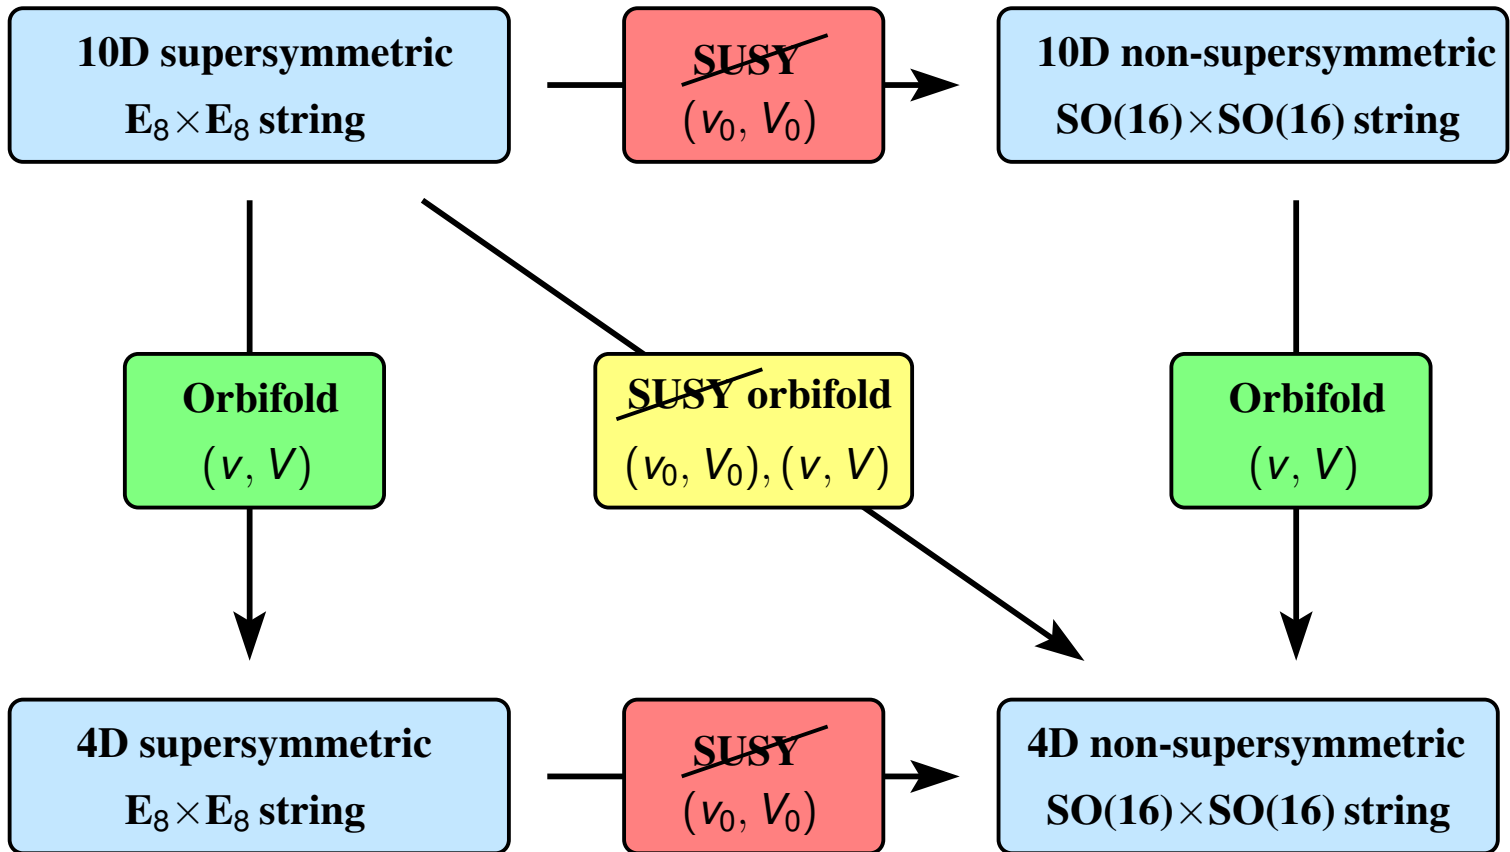 10D supersymmetric
E₈×E₈ string
SUSY
(v₀, V₀)
10D non-supersymmetric
SO(16)×SO(16) string
Orbifold
(v, V)
SUSY orbifold
(v₀, V₀), (v, V)
Orbifold
(v, V)
4D supersymmetric
E₈×E₈ string
SUSY
(v₀, V₀)
4D non-supersymmetric
SO(16)×SO(16) string